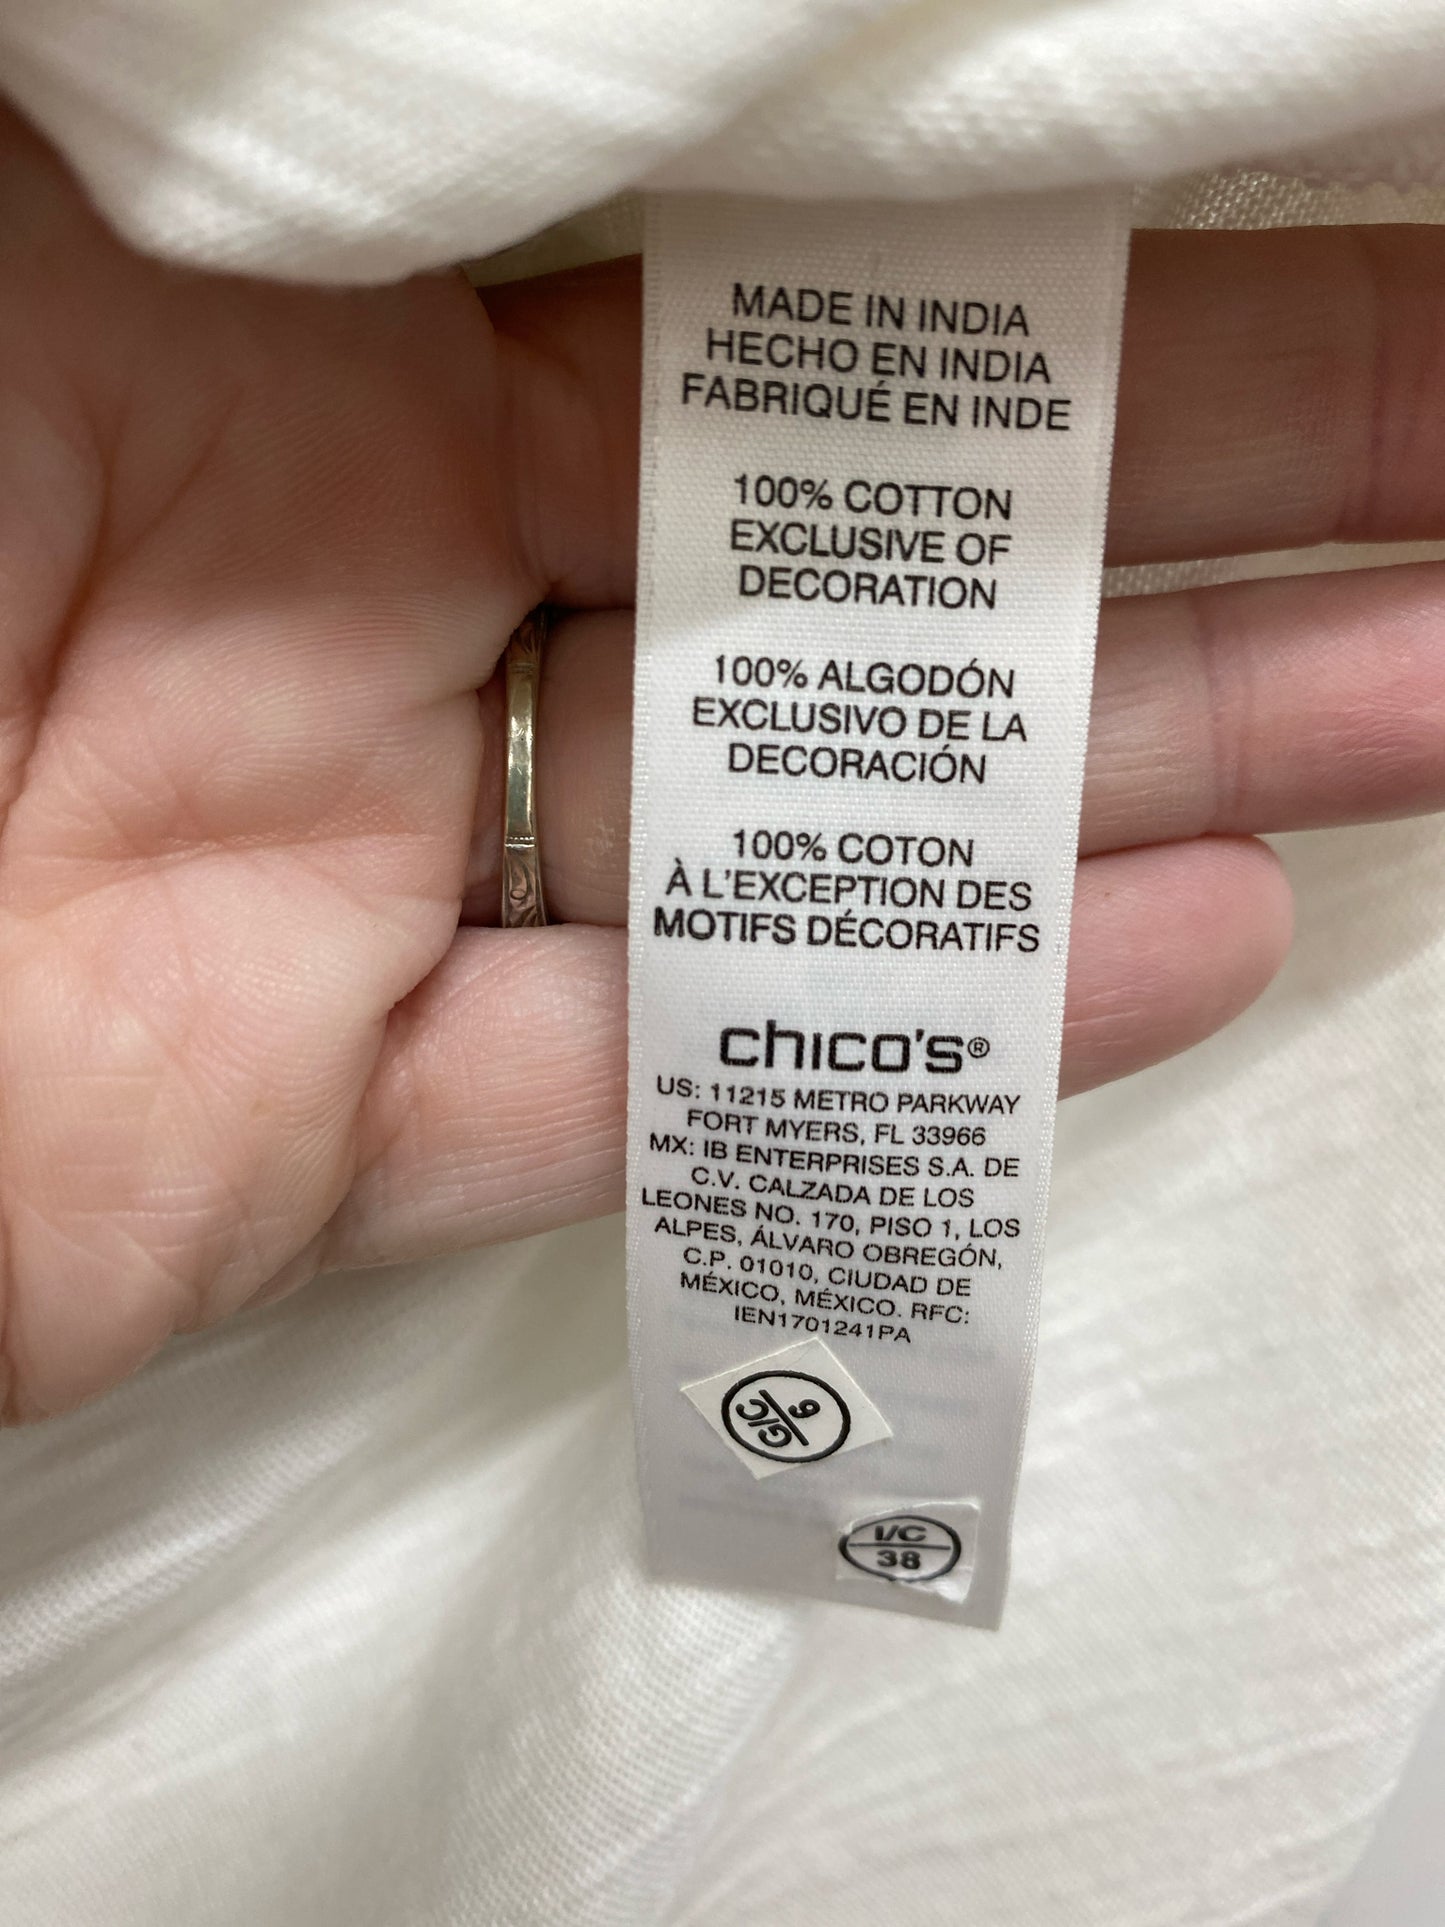 MADE IN INDIA
HECHO EN INDIA
FABRIQUÉ EN INDE
100% COTTON
EXCLUSIVE OF
DECORATION
100% ALGODÓN
EXCLUSIVO DE LA
DECORACIÓN
100% COTON
À L'EXCEPTION DES
MOTIFS DÉCORATIFS
chico's®
US: 11215 METRO PARKWAY
FORT MYERS, FL 33966
MX: IB ENTERPRISES S.A. DE
C.V. CALZADA DE LOS
LEONES NO. 170, PISO 1, LOS
ALPES, ÁLVARO OBREGÓN,
C.P. 01010, CIUDAD DE
MÉXICO, MÉXICO. RFC:
IEN1701241PA
G/C
I/C
38